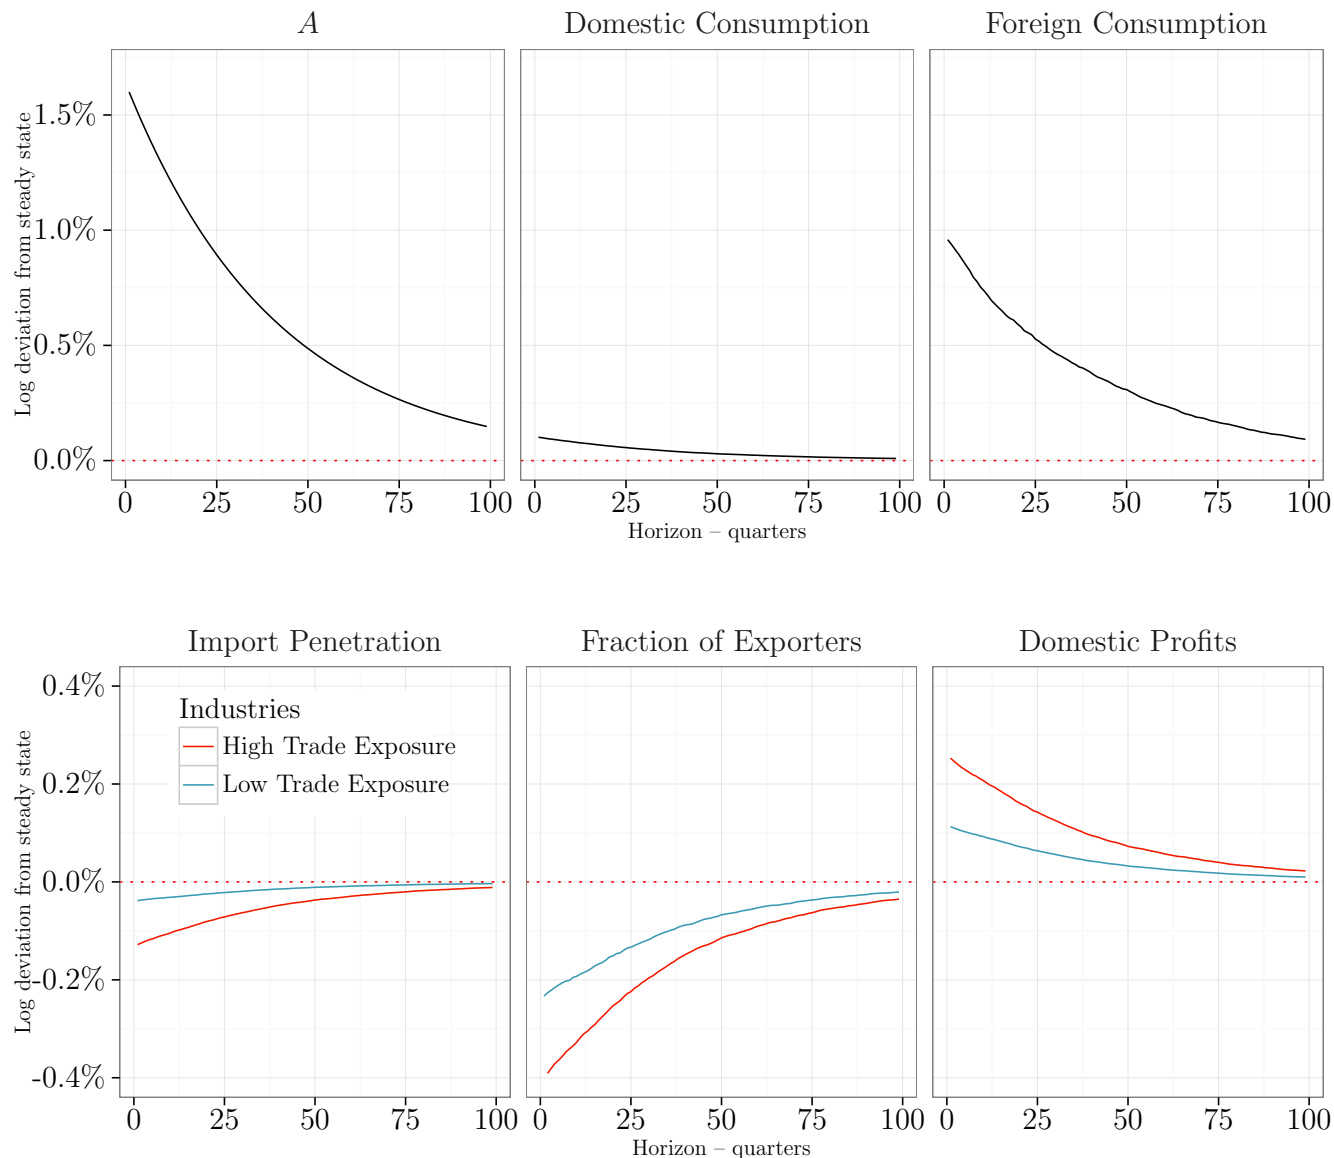 A
Domestic Consumption
Foreign Consumption
Log deviation from steady state
1.5%
1.0%
0.5%
0.0%
0 25 50 75 100
0 25 50 75 100
0 25 50 75 100
Horizon – quarters
Import Penetration
Fraction of Exporters
Domestic Profits
Log deviation from steady state
0.4%
0.2%
0.0%
-0.2%
-0.4%
Industries
High Trade Exposure
Low Trade Exposure
0 25 50 75 100
0 25 50 75 100
0 25 50 75 100
Horizon – quarters